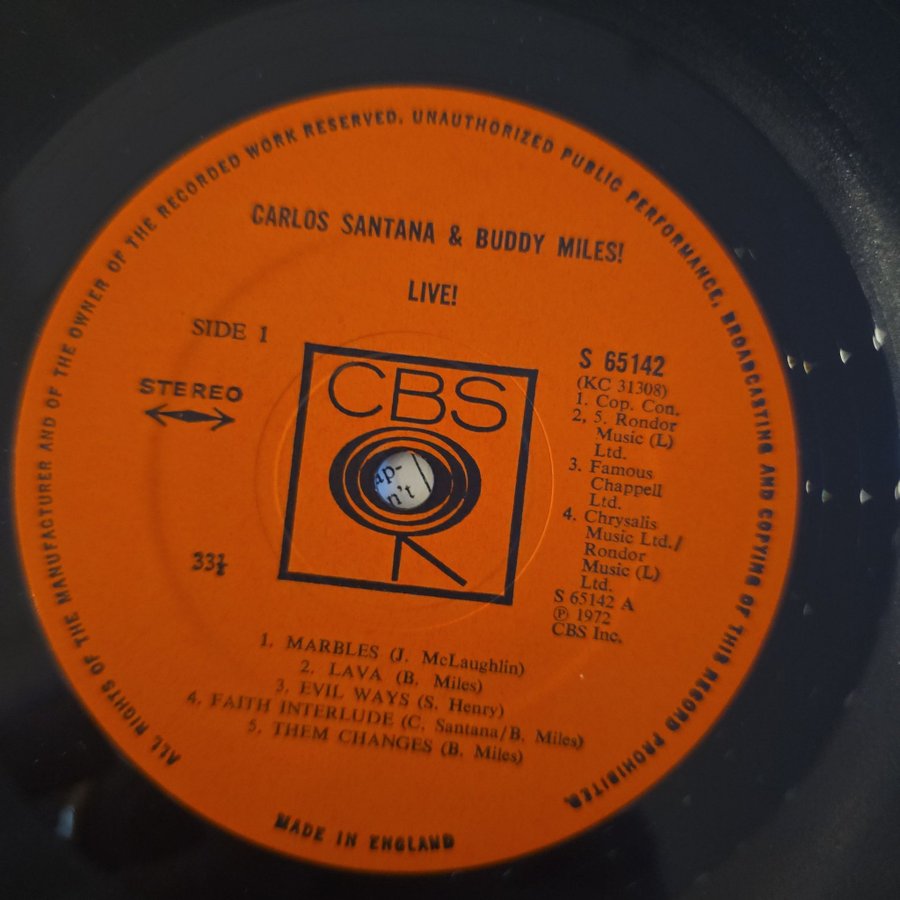 ALL RIGHTS OF THE MANUFACTURER AND OF THE OWNER OF THE RECORDED WORK RESERVED. UNAUTHORIZED PUBLIC PERFORMANCE, BROADCASTING AND COPYING OF THIS RECORD PROHIBITED.
CARLOS SANTANA & BUDDY MILES!
LIVE!
SIDE 1
STEREO
33⅓
CBS
ap-
n't
S 65142
(KC 31308)
1. Cop. Con.
2, 5. Rondor
Music (L)
Ltd.
3. Famous
Chappell
Ltd.
4. Chrysalis
Music Ltd./
Rondor
Music (L)
Ltd.
S 65142 A
℗ 1972
CBS Inc.
1. MARBLES (J. McLaughlin)
2. LAVA (B. Miles)
3. EVIL WAYS (S. Henry)
4. FAITH INTERLUDE (C. Santana/B. Miles)
5. THEM CHANGES (B. Miles)
MADE IN ENGLAND